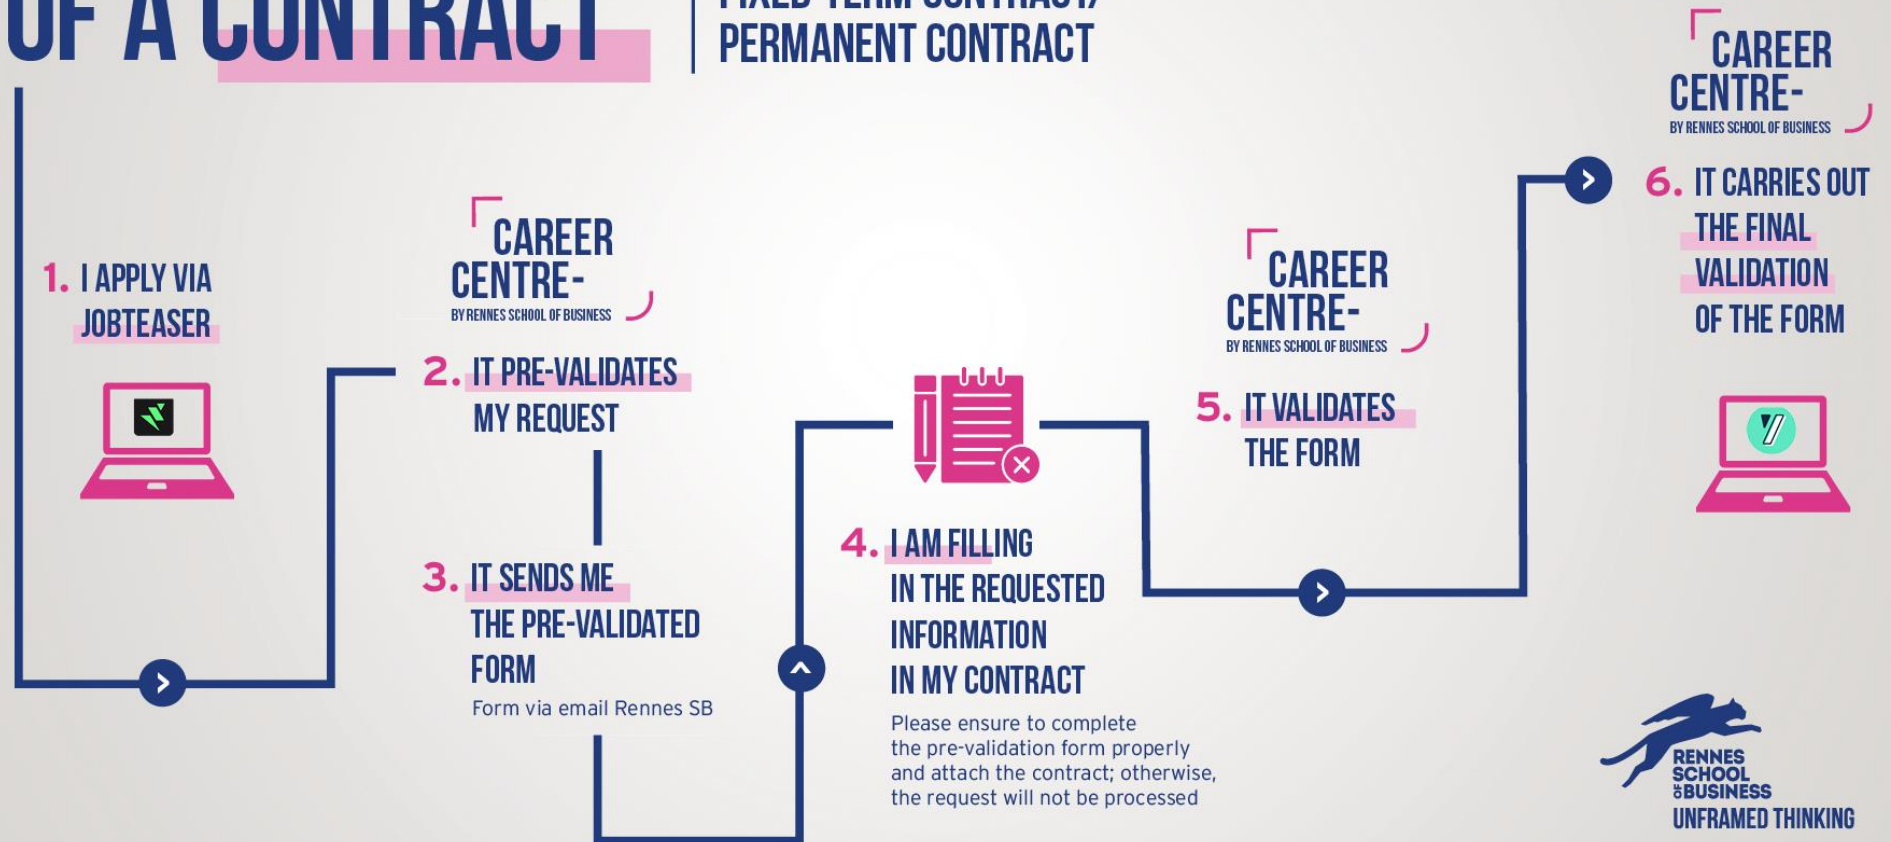 OF A CONTRACT
FIXED-TERM CONTRACT/
PERMANENT CONTRACT
1. I APPLY VIA
JOBTEASER
CAREER
CENTRE-
BY RENNES SCHOOL OF BUSINESS
2. IT PRE-VALIDATES
MY REQUEST
3. IT SENDS ME
THE PRE-VALIDATED
FORM
Form via email Rennes SB
4. I AM FILLING
IN THE REQUESTED
INFORMATION
IN MY CONTRACT
Please ensure to complete
the pre-validation form properly
and attach the contract; otherwise,
the request will not be processed
CAREER
CENTRE-
BY RENNES SCHOOL OF BUSINESS
5. IT VALIDATES
THE FORM
CAREER
CENTRE-
BY RENNES SCHOOL OF BUSINESS
6. IT CARRIES OUT
THE FINAL
VALIDATION
OF THE FORM
RENNES
SCHOOL
OF BUSINESS
UNFRAMED THINKING